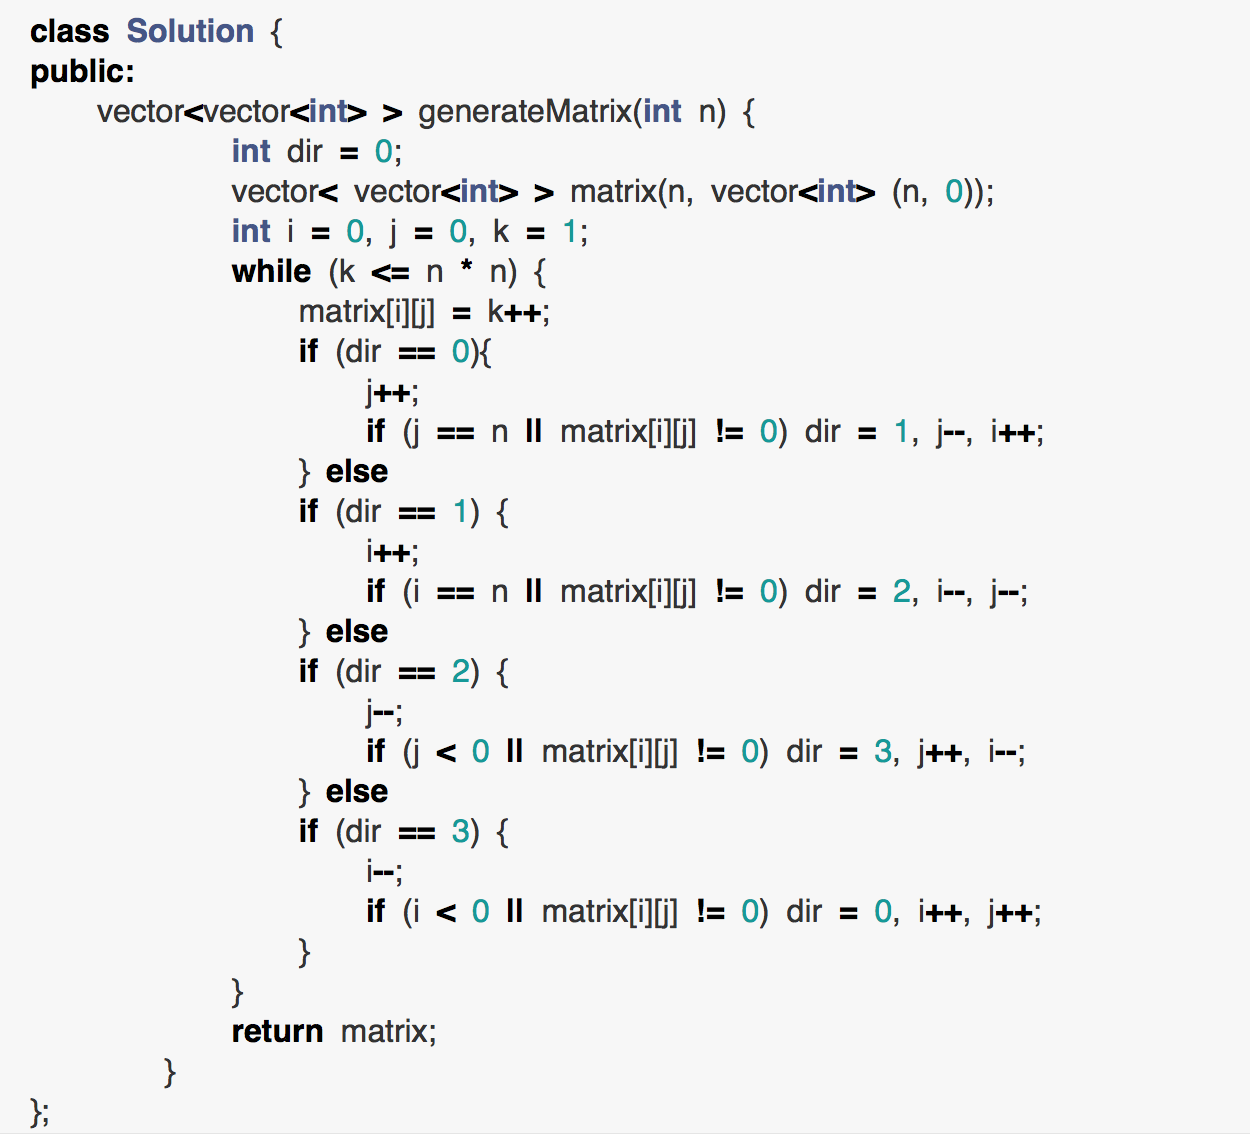 class Solution {
public:
    vector<vector<int> > generateMatrix(int n) {
            int dir = 0;
            vector< vector<int> > matrix(n, vector<int> (n, 0));
            int i = 0, j = 0, k = 1;
            while (k <= n * n) {
                matrix[i][j] = k++;
                if (dir == 0){
                    j++;
                    if (j == n || matrix[i][j] != 0) dir = 1, j--, i++;
                } else
                if (dir == 1) {
                    i++;
                    if (i == n || matrix[i][j] != 0) dir = 2, i--, j--;
                } else
                if (dir == 2) {
                    j--;
                    if (j < 0 || matrix[i][j] != 0) dir = 3, j++, i--;
                } else
                if (dir == 3) {
                    i--;
                    if (i < 0 || matrix[i][j] != 0) dir = 0, i++, j++;
                }
            }
            return matrix;
        }
};